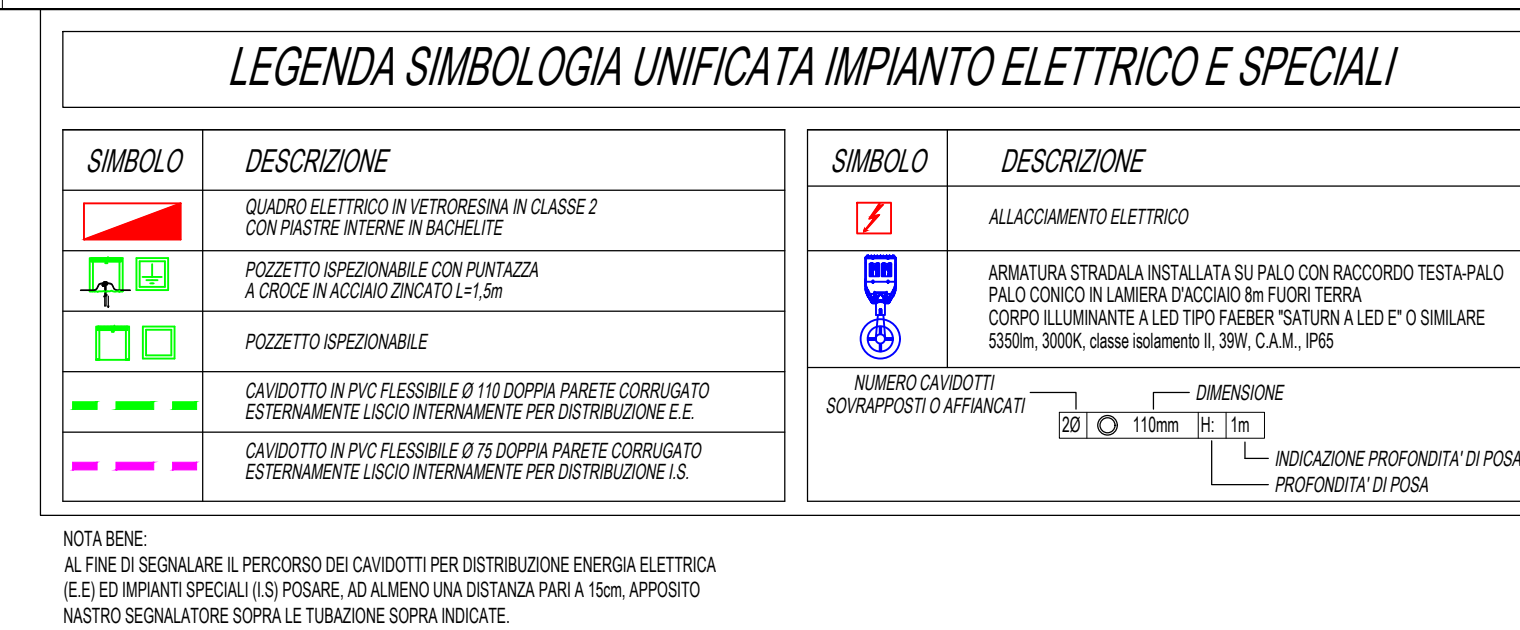 LEGENDA SIMBOLOGIA UNIFICATA IMPIANTO ELETTRICO E SPECIALI
SIMBOLO DESCRIZIONE
QUADRO ELETTRICO IN VETRORESINA IN CLASSE 2
CON PIASTRE INTERNE IN BACHELITE
POZZETTO ISPEZIONABILE CON PUNTAZZA
A CROCE IN ACCIAIO ZINCATO L=1,5m
POZZETTO ISPEZIONABILE
CAVIDOTTO IN PVC FLESSIBILE Ø 110 DOPPIA PARETE CORRUGATO
ESTERNAMENTE LISCIO INTERNAMENTE PER DISTRIBUZIONE E.E.
CAVIDOTTO IN PVC FLESSIBILE Ø 75 DOPPIA PARETE CORRUGATO
ESTERNAMENTE LISCIO INTERNAMENTE PER DISTRIBUZIONE I.S.
SIMBOLO DESCRIZIONE
ALLACCIAMENTO ELETTRICO
ARMATURA STRADALA INSTALLATA SU PALO CON RACCORDO TESTA-PALO
PALO CONICO IN LAMIERA D'ACCIAIO 8m FUORI TERRA
CORPO ILLUMINANTE A LED TIPO FAEBER "SATURN A LED E" O SIMILARE
5350lm, 3000K, classe isolamento II, 39W, C.A.M., IP65
NUMERO CAVIDOTTI
SOVRAPPOSTI O AFFIANCATI
DIMENSIONE
2Ø 110mm H: 1m
INDICAZIONE PROFONDITA' DI POSA
PROFONDITA' DI POSA
NOTA BENE:
AL FINE DI SEGNALARE IL PERCORSO DEI CAVIDOTTI PER DISTRIBUZIONE ENERGIA ELETTRICA
(E.E) ED IMPIANTI SPECIALI (I.S) POSARE, AD ALMENO UNA DISTANZA PARI A 15cm, APPOSITO
NASTRO SEGNALATORE SOPRA LE TUBAZIONE SOPRA INDICATE.